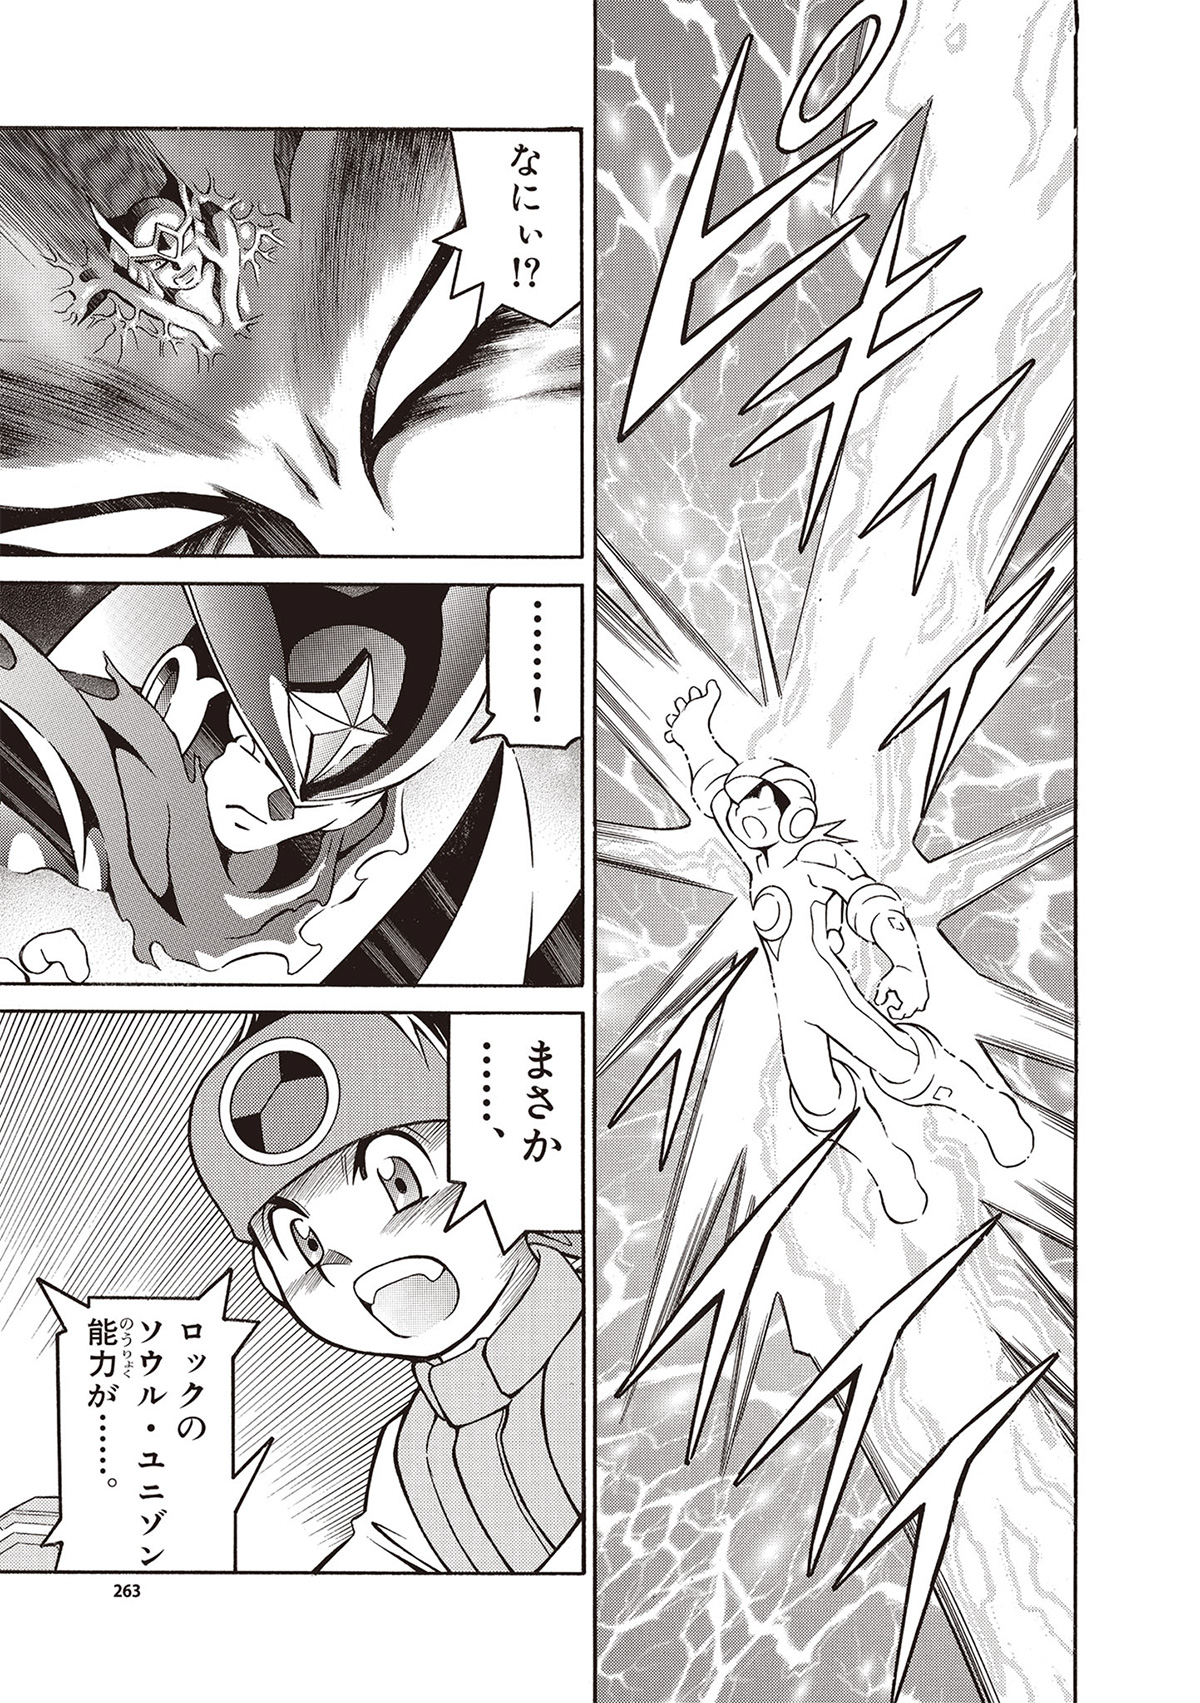 ピキィィィィィィィ
なにぃ!?
………!
まさか
……、
ロックの
ソウル・ユニゾン
能力が……。
のうりょく
263